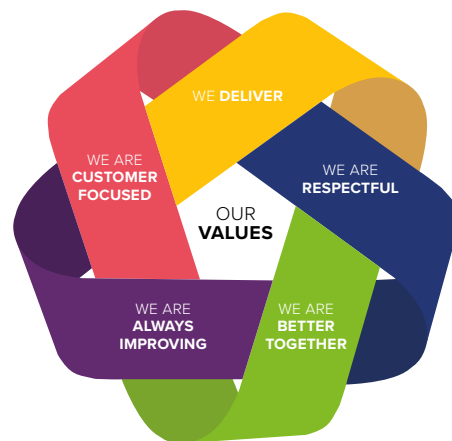 WE DELIVER
WE ARE
CUSTOMER
FOCUSED
WE ARE
RESPECTFUL
OUR
VALUES
WE ARE
ALWAYS
IMPROVING
WE ARE
BETTER
TOGETHER